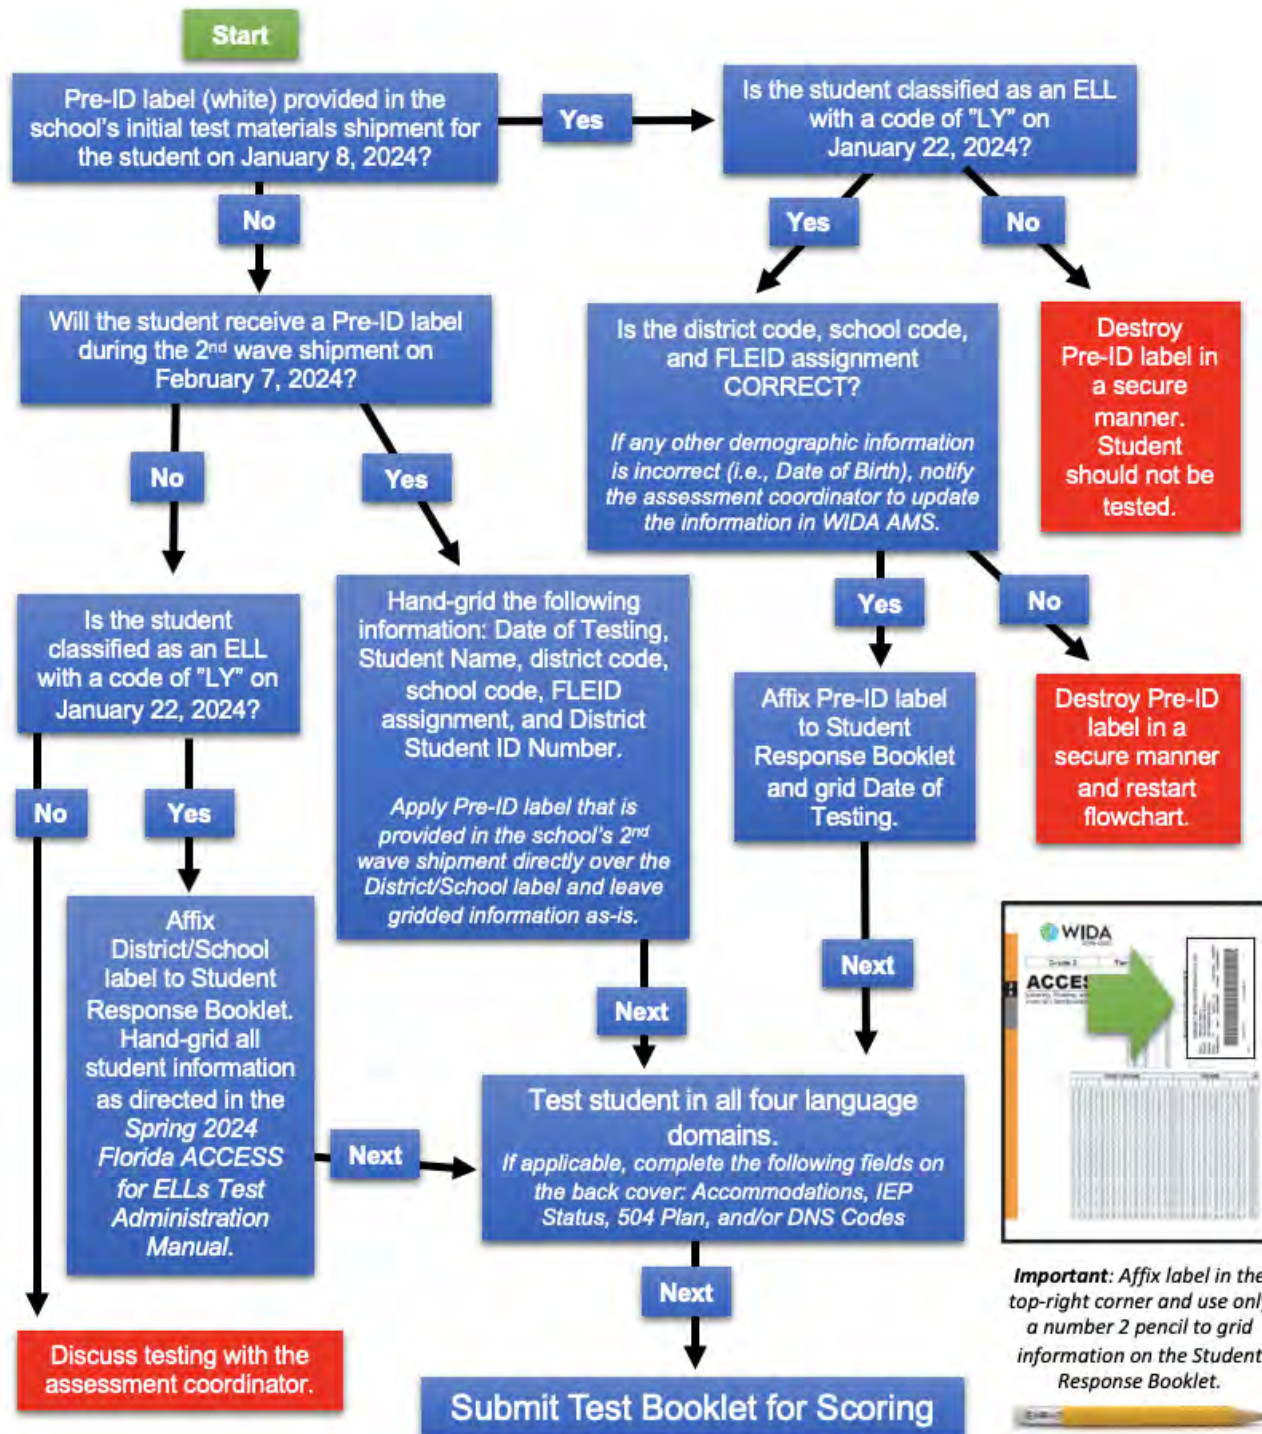 Start
Pre-ID label (white) provided in the
school's initial test materials shipment for
the student on January 8, 2024?
Yes
Is the student classified as an ELL
with a code of "LY" on
January 22, 2024?
No
Yes
No
Will the student receive a Pre-ID label
during the 2nd wave shipment on
February 7, 2024?
Is the district code, school code,
and FLEID assignment
CORRECT?
If any other demographic information
is incorrect (i.e., Date of Birth), notify
the assessment coordinator to update
the information in WIDA AMS.
Destroy
Pre-ID label in
a secure
manner.
Student
should not be
tested.
No
Yes
Yes
No
Is the student
classified as an ELL
with a code of "LY" on
January 22, 2024?
Hand-grid the following
information: Date of Testing,
Student Name, district code,
school code, FLEID
assignment, and District
Student ID Number.
Apply Pre-ID label that is
provided in the school's 2nd
wave shipment directly over the
District/School label and leave
gridded information as-is.
Affix Pre-ID label
to Student
Response Booklet
and grid Date of
Testing.
Destroy Pre-ID
label in a
secure manner
and restart
flowchart.
No
Yes
Affix
District/School
label to Student
Response Booklet.
Hand-grid all
student information
as directed in the
Spring 2024
Florida ACCESS
for ELLs Test
Administration
Manual.
Next
Next
Next
Test student in all four language
domains.
If applicable, complete the following fields on
the back cover: Accommodations, IEP
Status, 504 Plan, and/or DNS Codes
WIDA
Next
Important: Affix label in the
top-right corner and use only
a number 2 pencil to grid
information on the Student
Response Booklet.
Discuss testing with the
assessment coordinator.
Submit Test Booklet for Scoring